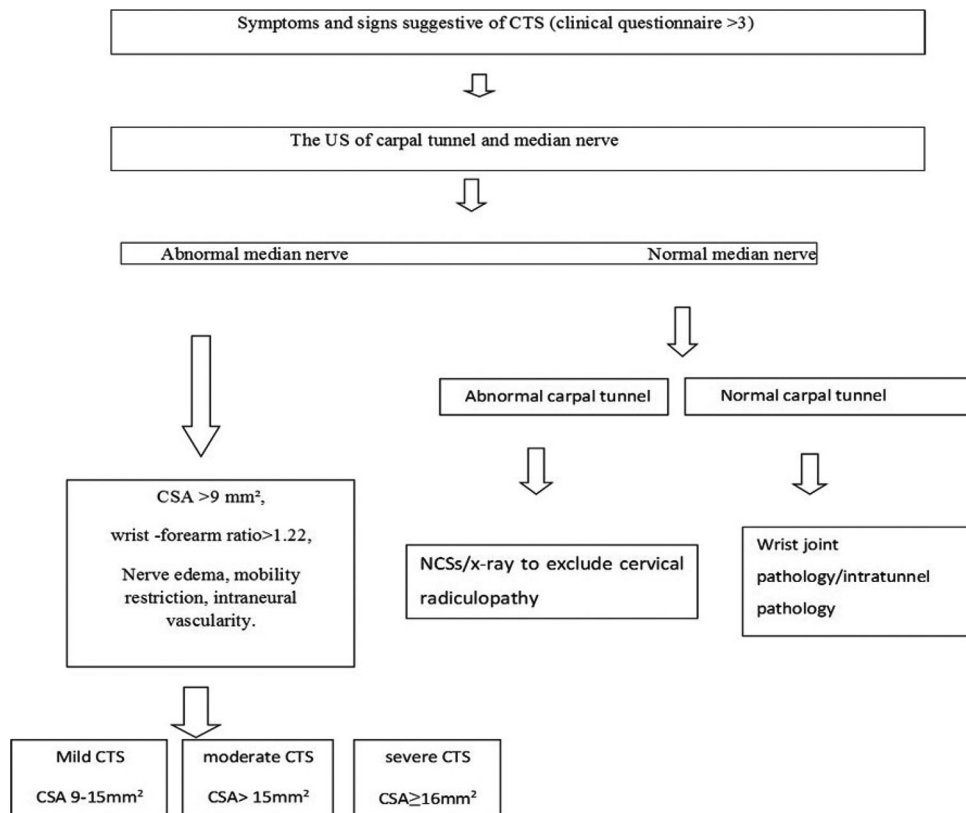 Symptoms and signs suggestive of CTS (clinical questionnaire >3)
The US of carpal tunnel and median nerve
Abnormal median nerve
Normal median nerve
Abnormal carpal tunnel
Normal carpal tunnel
CSA >9 mm²,
wrist -forearm ratio>1.22,
Nerve edema, mobility
restriction, intraneural
vascularity.
NCSs/x-ray to exclude cervical
radiculopathy
Wrist joint
pathology/intratunnel
pathology
Mild CTS
CSA 9-15mm²
moderate CTS
CSA> 15mm²
severe CTS
CSA≥16mm²